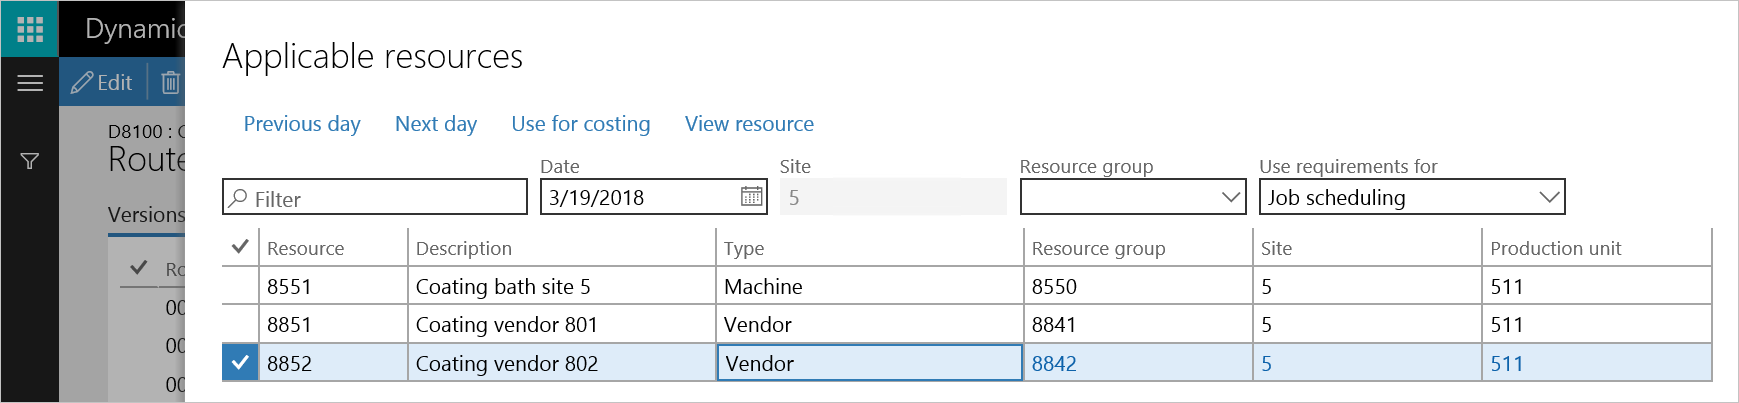 Dynamic
Edit
D8100 :
Route
Versions
Ro
00
00
00
Applicable resources
Previous day Next day Use for costing View resource
Filter
Date
3/19/2018
Site
5
Resource group
Use requirements for
Job scheduling
Resource Description Type Resource group Site Production unit
8551 Coating bath site 5 Machine 8550 5 511
8851 Coating vendor 801 Vendor 8841 5 511
8852 Coating vendor 802 Vendor 8842 5 511